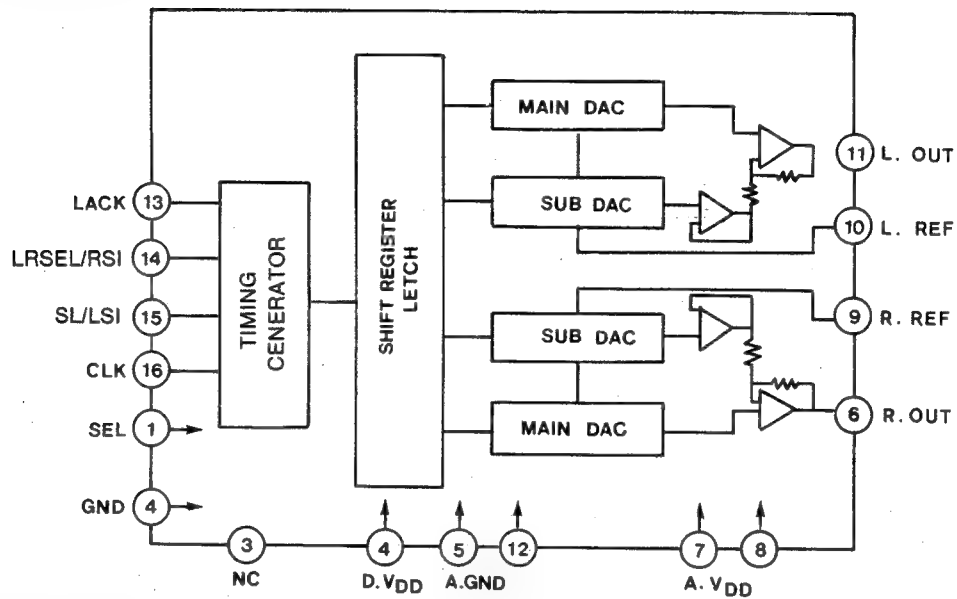 MAIN DAC
11 L. OUT
LACK 13
SUB DAC
10 L. REF
LRSEL/RSI 14
TIMING
CENERATOR
SHIFT REGISTER
LETCH
SL/LSI 15
9 R. REF
SUB DAC
CLK 16
6 R. OUT
MAIN DAC
SEL 1
GND 4
3
4
5
12
7
8
NC
D. VDD
A.GND
A. VDD